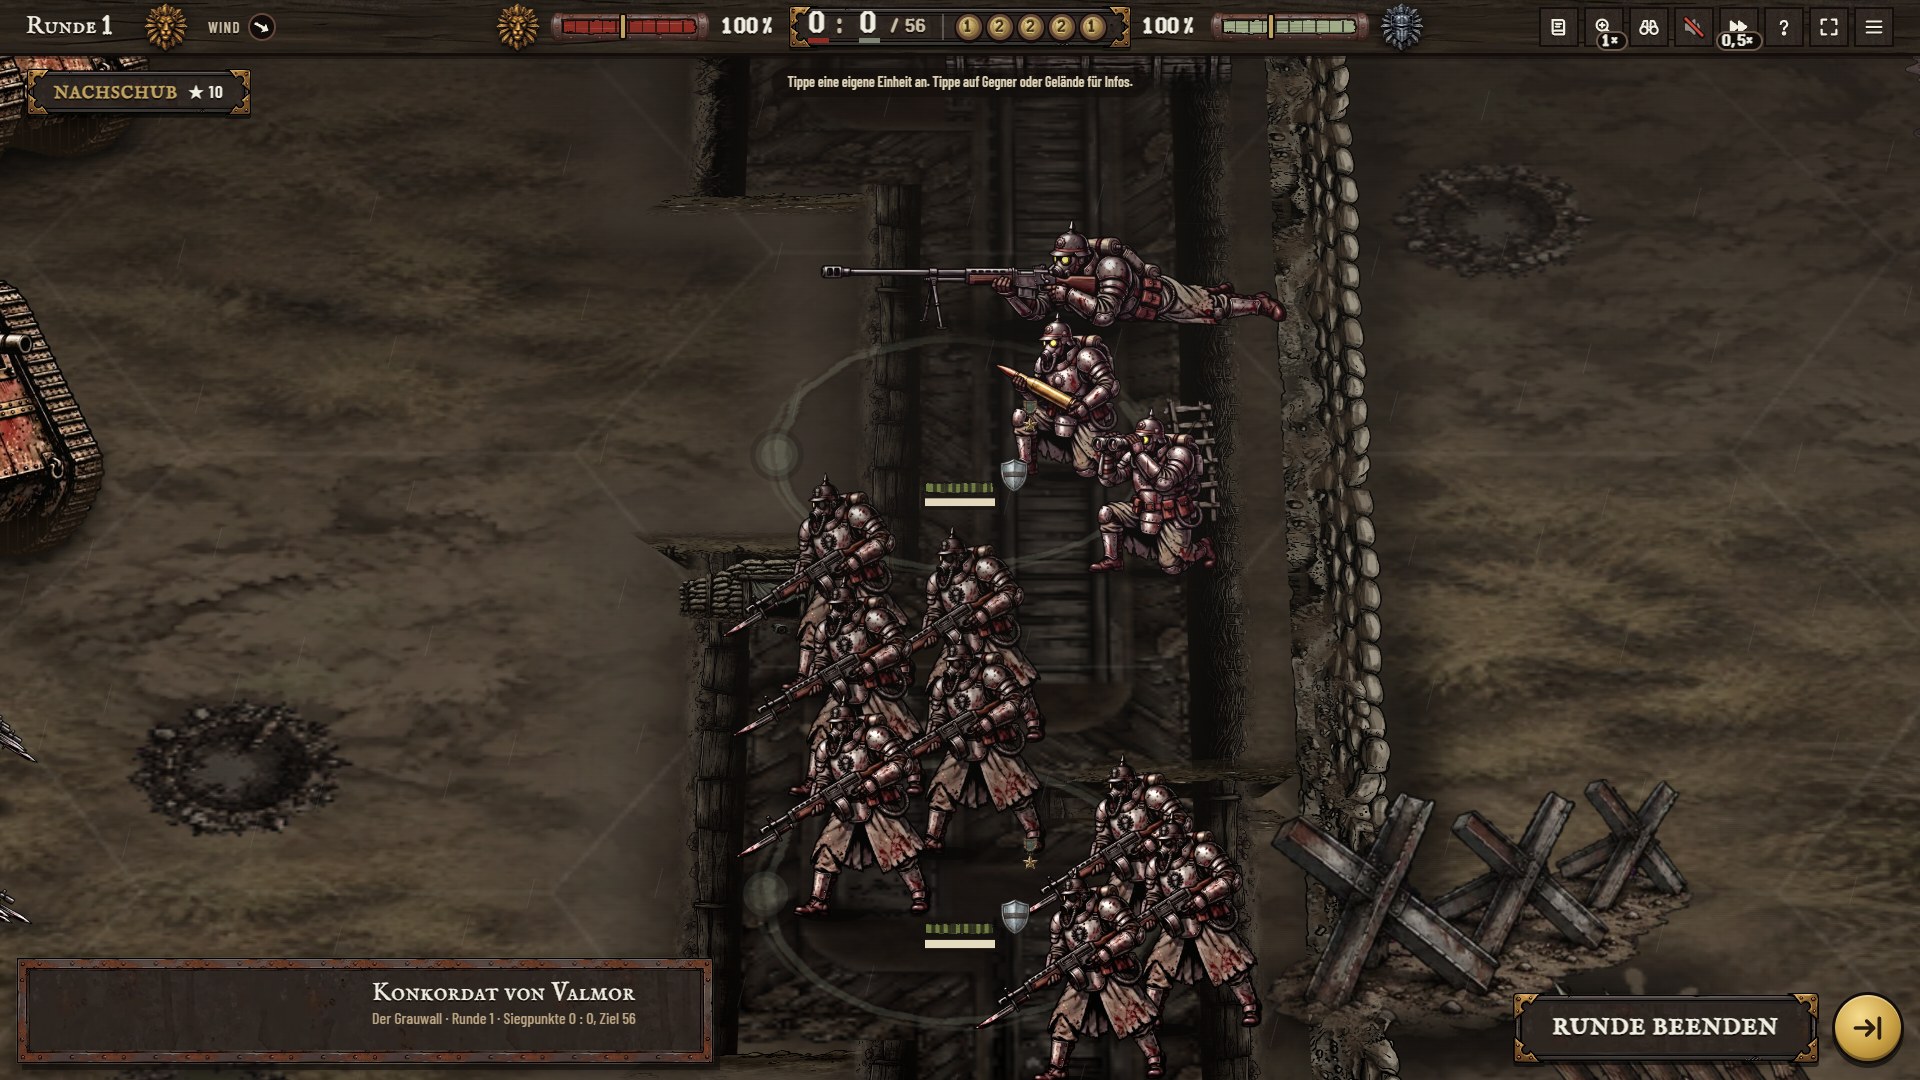 Runde 1
WIND
100 %
0 : 0 / 56
1 2 2 2 1
100 %
1×
0,5×
?
NACHSCHUB ★ 10
Tippe eine eigene Einheit an. Tippe auf Gegner oder Gelände für Infos.
Konkordat von Valmor
Der Grauwall · Runde 1 · Siegpunkte 0 : 0, Ziel 56
RUNDE BEENDEN